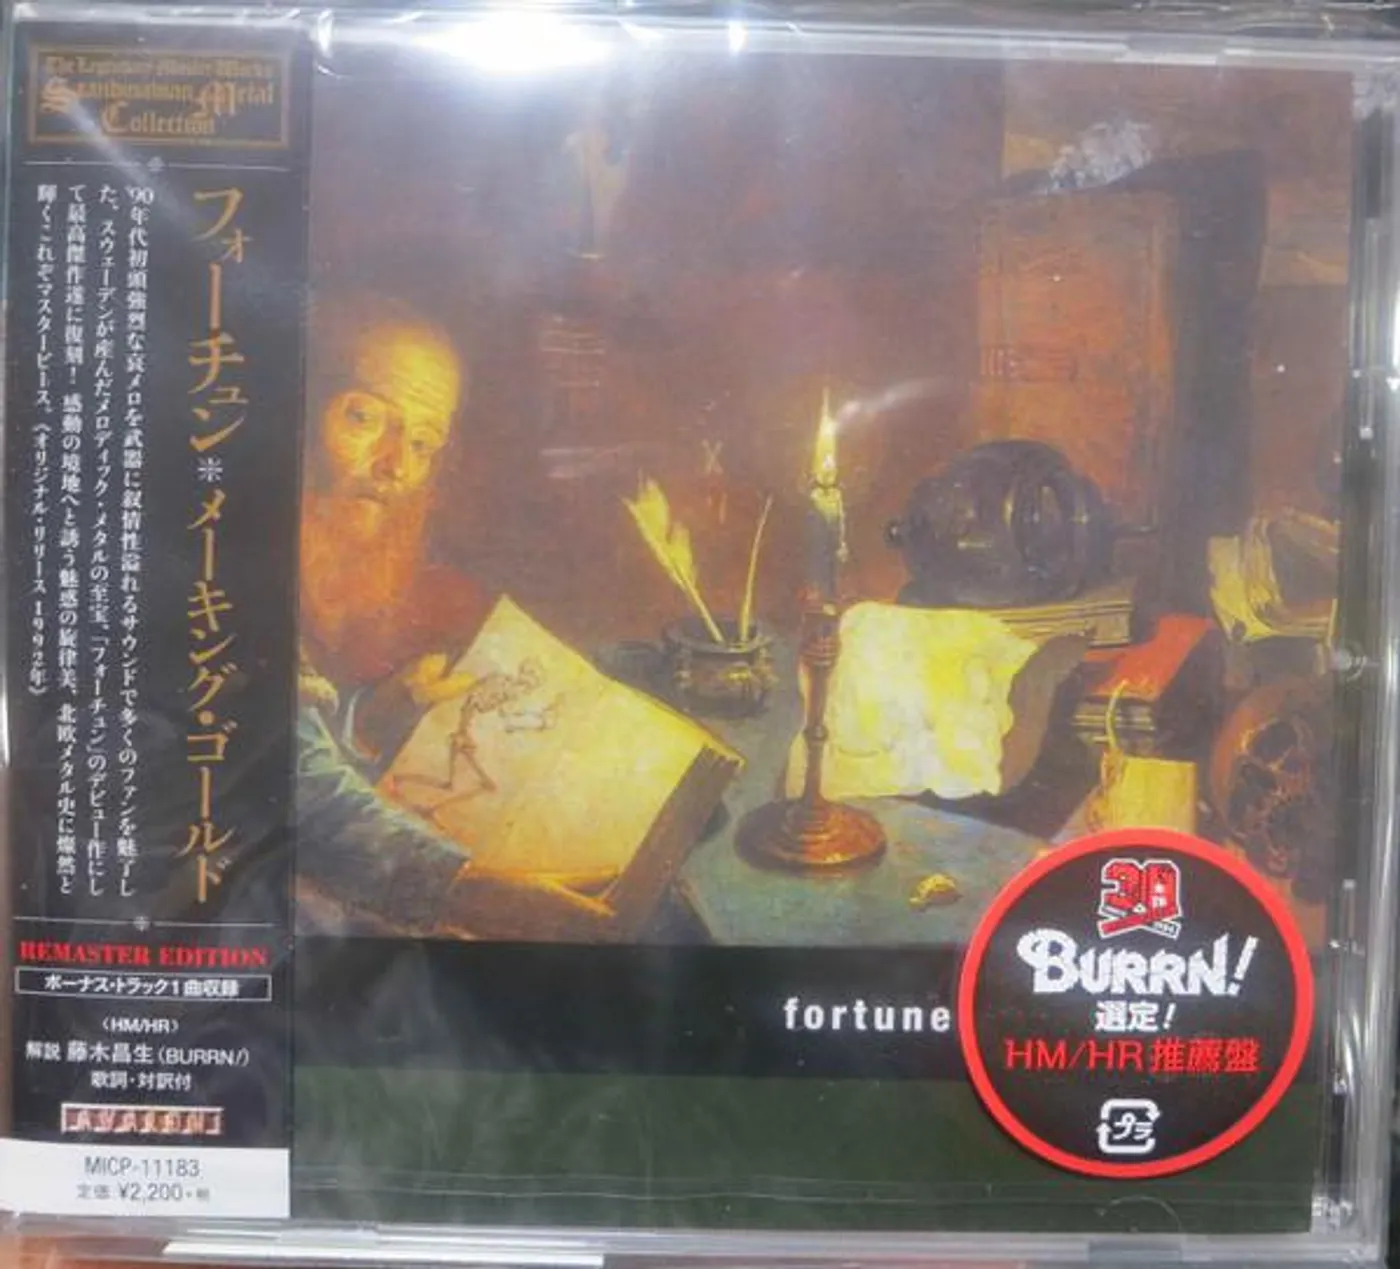 The Legendary Master Works
Scandinavian Metal
Collection
フォーチュン※メーキング・ゴールド
'90年代初頭強烈な哀メロを武器に叙情性溢れるサウンドで多くのファンを魅了し
た、スウェーデンが産んだメロディック・メタルの至宝、「フォーチュン」のデビュー作にし
て最高傑作遂に復刻! 感動の境地へと誘う魅惑の旋律美、北欧メタル史に燦然と
輝くこれぞマスターピース。《オリジナル・リリース 1992年》
REMASTER EDITION
ボーナス・トラック1曲収録
〈HM/HR〉
解説 藤木昌生(BURRN!)
歌詞・対訳付
MICP-11183
定価 ¥2,200+税
fortune
30
BURRN!
選定!
HM/HR推薦盤
プラ